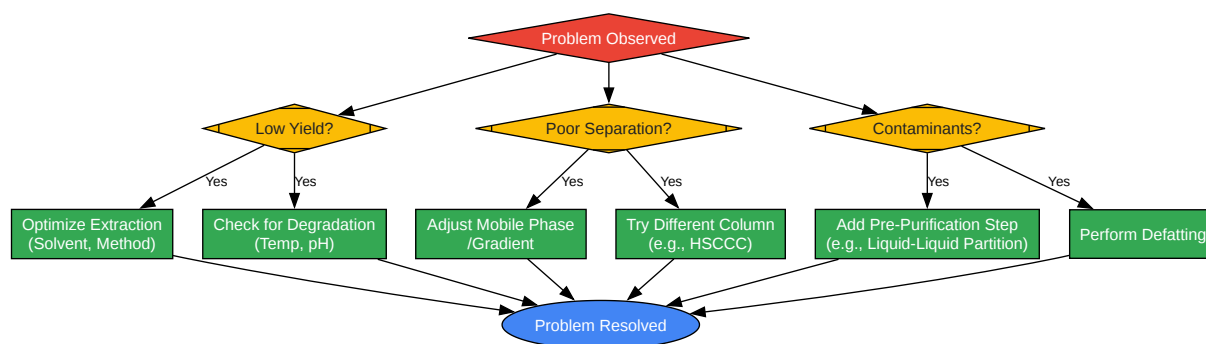 Problem Observed
Low Yield?
Poor Separation?
Contaminants?
Yes
Yes
Yes
Yes
Yes
Yes
Optimize Extraction
(Solvent, Method)
Check for Degradation
(Temp, pH)
Adjust Mobile Phase
/Gradient
Try Different Column
(e.g., HSCCC)
Add Pre-Purification Step
(e.g., Liquid-Liquid Partition)
Perform Defatting
Problem Resolved